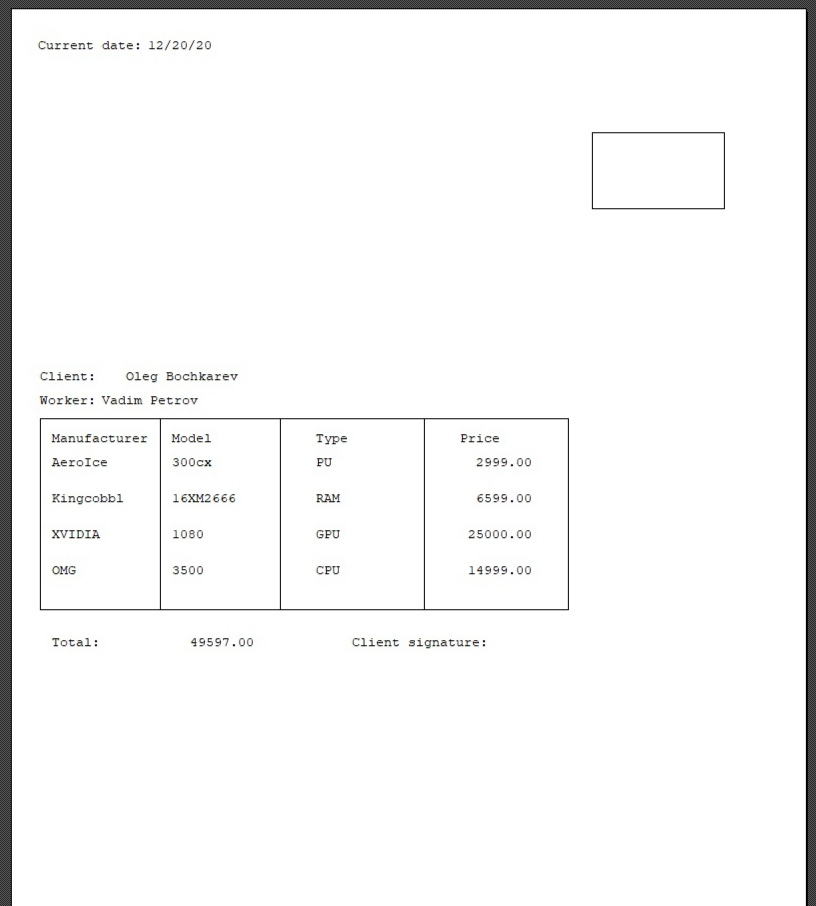 Current date: 12/20/20
Client: Oleg Bochkarev
Worker: Vadim Petrov
Manufacturer Model Type Price
AeroIce 300cx PU 2999.00
Kingcobbl 16XM2666 RAM 6599.00
XVIDIA 1080 GPU 25000.00
OMG 3500 CPU 14999.00
Total: 49597.00 Client signature: